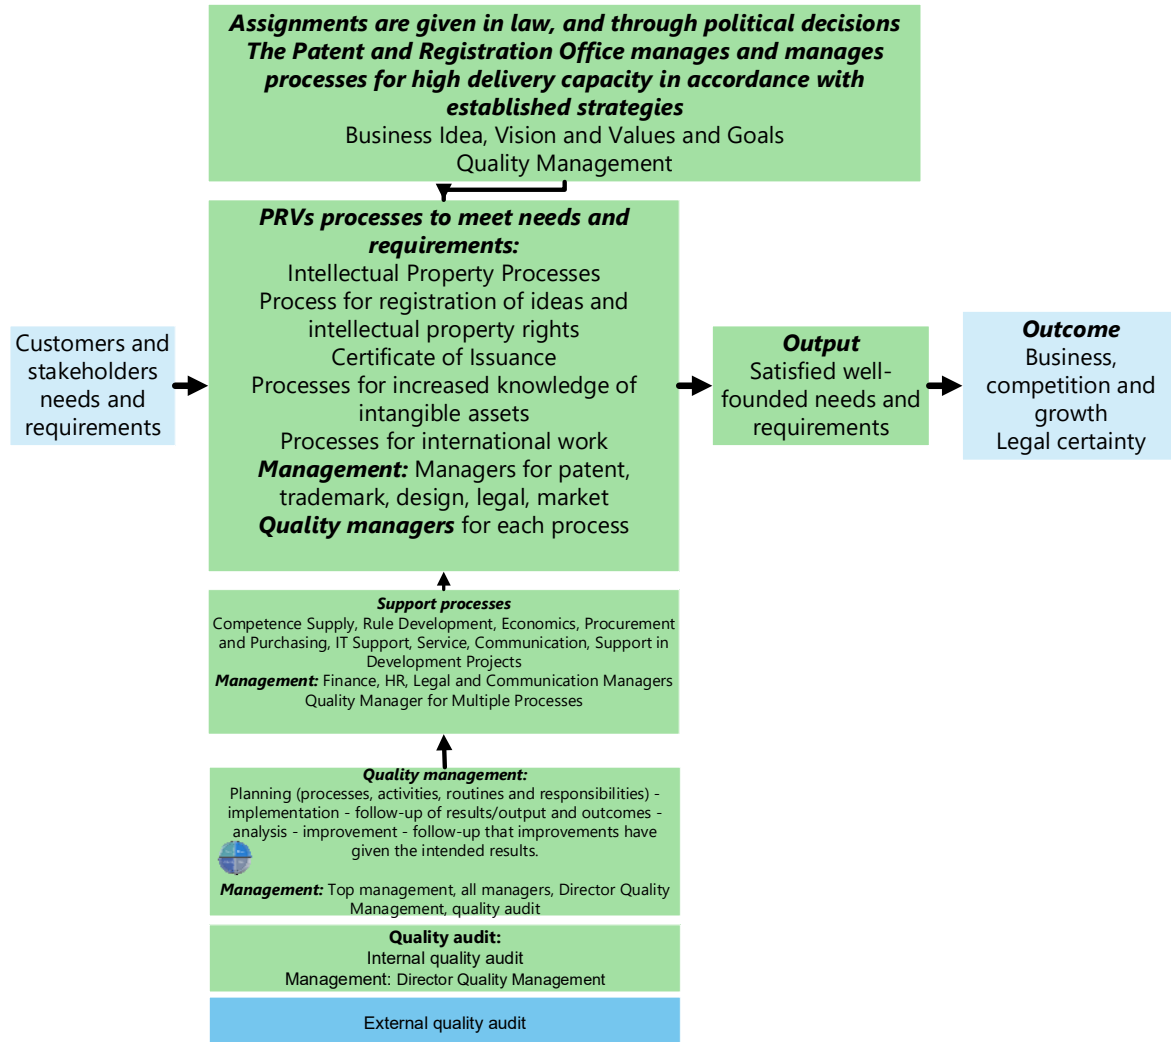 Assignments are given in law, and through political decisions
The Patent and Registration Office manages and manages
processes for high delivery capacity in accordance with
established strategies
Business Idea, Vision and Values and Goals
Quality Management
PRVs processes to meet needs and
requirements:
Intellectual Property Processes
Process for registration of ideas and
intellectual property rights
Certificate of Issuance
Processes for increased knowledge of
intangible assets
Processes for international work
Management: Managers for patent,
trademark, design, legal, market
Quality managers for each process
Customers and
stakeholders
needs and
requirements
Output
Satisfied well-
founded needs and
requirements
Outcome
Business,
competition and
growth
Legal certainty
Support processes
Competence Supply, Rule Development, Economics, Procurement
and Purchasing, IT Support, Service, Communication, Support in
Development Projects
Management: Finance, HR, Legal and Communication Managers
Quality Manager for Multiple Processes
Quality management:
Planning (processes, activities, routines and responsibilities) -
implementation - follow-up of results/output and outcomes -
analysis - improvement - follow-up that improvements have
given the intended results.
Management: Top management, all managers, Director Quality
Management, quality audit
Quality audit:
Internal quality audit
Management: Director Quality Management
External quality audit